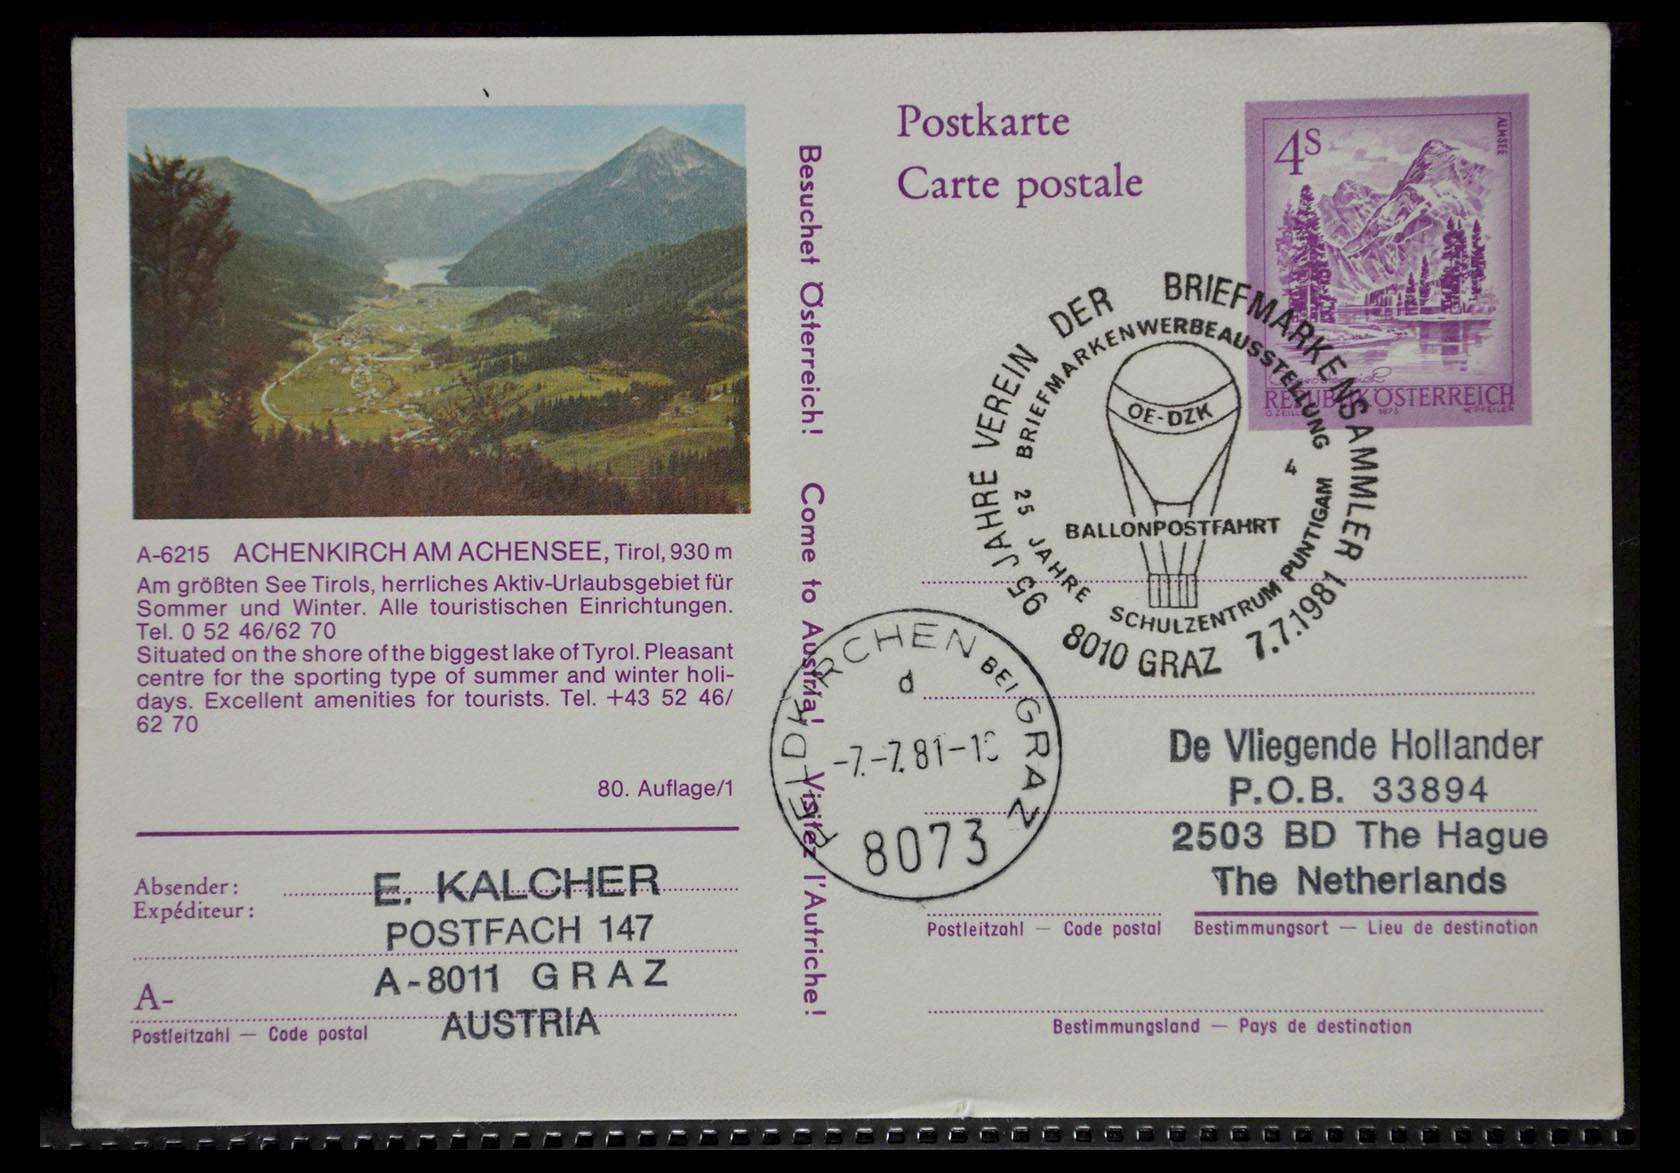 A-6215 ACHENKIRCH AM ACHENSEE, Tirol, 930 m
Am größten See Tirols, herrliches Aktiv-Urlaubsgebiet für
Sommer und Winter. Alle touristischen Einrichtungen.
Tel. 0 52 46/62 70
Situated on the shore of the biggest lake of Tyrol. Pleasant
centre for the sporting type of summer and winter holi-
days. Excellent amenities for tourists. Tel. +43 52 46/
62 70
80. Auflage/1
Absender:
Expéditeur:
E. KALCHER
POSTFACH 147
A-8011 GRAZ
AUSTRIA
A-
Postleitzahl — Code postal
Besuchet Österreich! Come to Austria! Visitez l'Autriche!
Postkarte
Carte postale
4S
ALMSEE
REPUBLIK ÖSTERREICH
95 JAHRE VEREIN DER BRIEFMARKENSAMMLER
25 JAHRE BRIEFMARKENWERBEAUSSTELLUNG
4
OE-DZK
BALLONPOSTFAHRT
SCHULZENTRUM PUNTIGAM
8010 GRAZ 7.7.1981
FELDKIRCHEN BEI GRAZ
d
-7.-7.81-1
8073
De Vliegende Hollander
P.O.B. 33894
2503 BD The Hague
The Netherlands
Postleitzahl — Code postal
Bestimmungsort — Lieu de destination
Bestimmungsland — Pays de destination